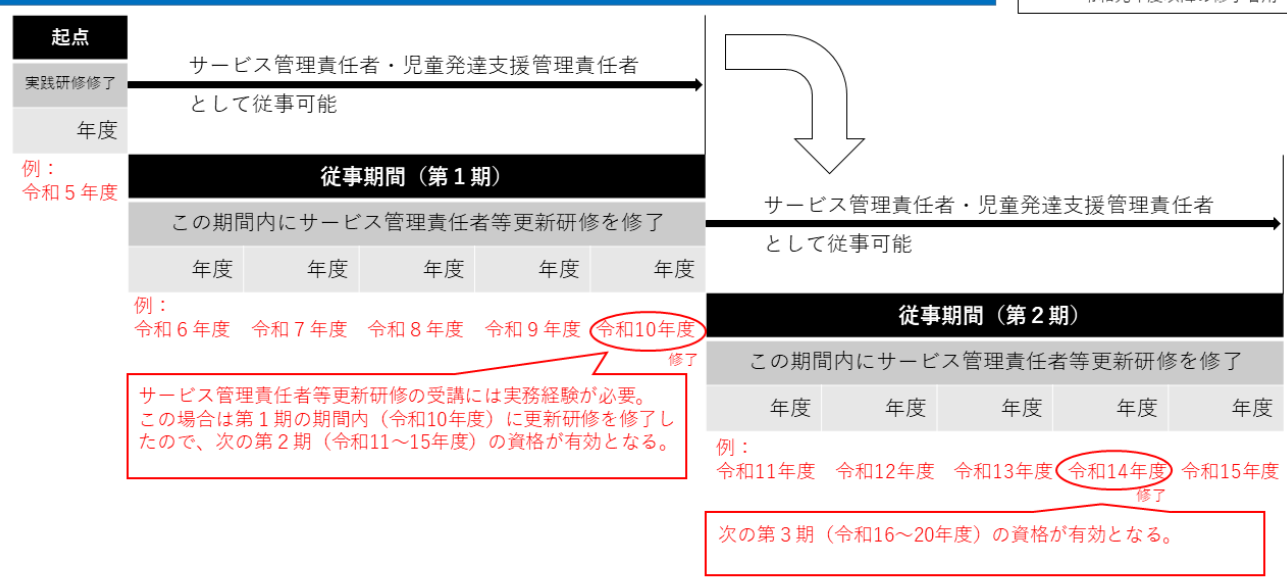 起点
実践研修修了
年度
例：
令和５年度
サービス管理責任者・児童発達支援管理責任者
として従事可能
従事期間（第１期）
この期間内にサービス管理責任者等更新研修を修了
年度 年度 年度 年度 年度
例：
令和６年度 令和７年度 令和８年度 令和９年度 令和10年度
修了
サービス管理責任者等更新研修の受講には実務経験が必要。
この場合は第１期の期間内（令和10年度）に更新研修を修了し
たので、次の第２期（令和11～15年度）の資格が有効となる。
サービス管理責任者・児童発達支援管理責任者
として従事可能
従事期間（第２期）
この期間内にサービス管理責任者等更新研修を修了
年度 年度 年度 年度 年度
例：
令和11年度 令和12年度 令和13年度 令和14年度 令和15年度
修了
次の第３期（令和16～20年度）の資格が有効となる。